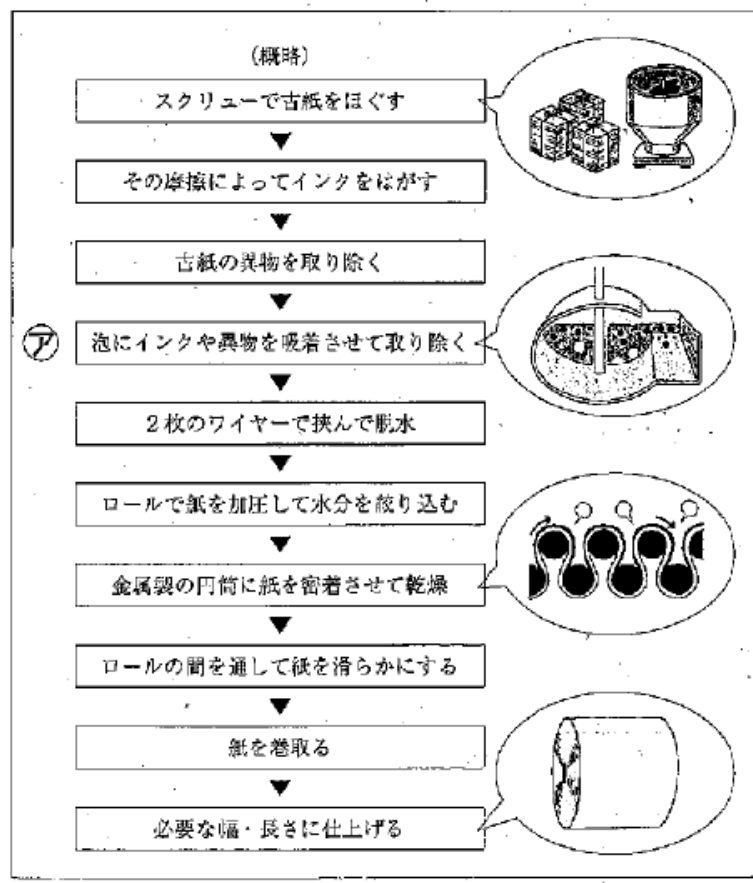 (概略)
スクリューで古紙をほぐす
その摩擦によってインクをはがす
古紙の異物を取り除く
㋐
泡にインクや異物を吸着させて取り除く
2枚のワイヤーで挟んで脱水
ロールで紙を加圧して水分を絞り込む
金属製の円筒に紙を密着させて乾燥
ロールの間を通して紙を滑らかにする
紙を巻取る
必要な幅・長さに仕上げる